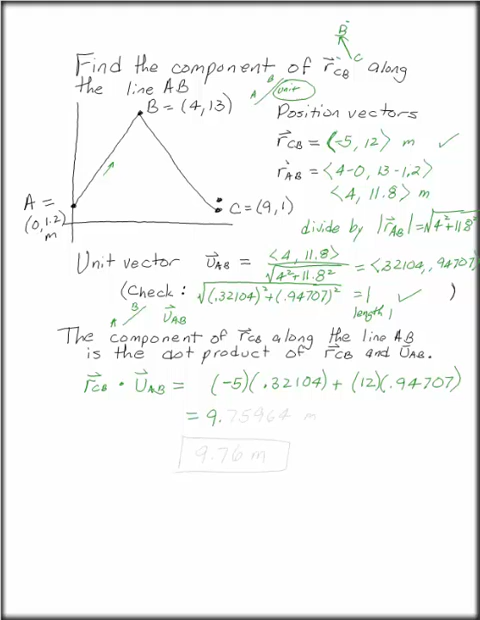 B
C
Find the component of r⃗CB along
the line AB
A / B unit
B = (4,13)
Position vectors
r⃗CB = ⟨-5, 12⟩ m ✓
r⃗AB = ⟨4-0, 13-1.2⟩
⟨4, 11.8⟩ m
A =
(0,1.2)
m
C = (9,1)
divide by |r⃗AB| = √4²+11.8²
Unit vector U⃗AB = ⟨4, 11.8⟩ / √4²+11.8² = ⟨.32104, .94707⟩
(Check: √(.32104)²+(.94707)² = 1 ✓ )
length 1
A / B U⃗AB
The component of r⃗CB along the line AB
is the dot product of r⃗CB and U⃗AB.
r⃗CB • U⃗AB = (-5)(.32104) + (12)(.94707)
= 9.75964 m
9.76 m